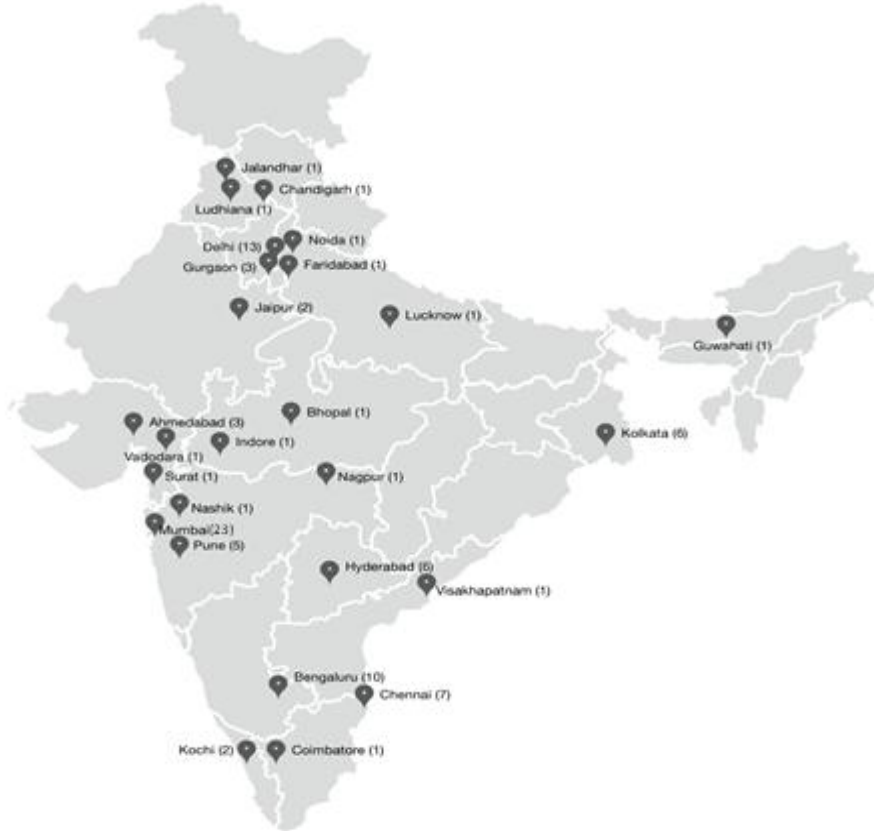 Jalandhar (1)
Chandigarh (1)
Ludhiana (1)
Noida (1)
Delhi (13)
Gurgaon (3)
Faridabad (1)
Jaipur (2)
Lucknow (1)
Guwahati (1)
Bhopal (1)
Ahmedabad (3)
Kolkata (6)
Indore (1)
Vadodara (1)
Surat (1)
Nagpur (1)
Nashik (1)
Mumbai(23)
Pune (5)
Hyderabad (6)
Visakhapatnam (1)
Bengaluru (10)
Chennai (7)
Kochi (2)
Coimbatore (1)